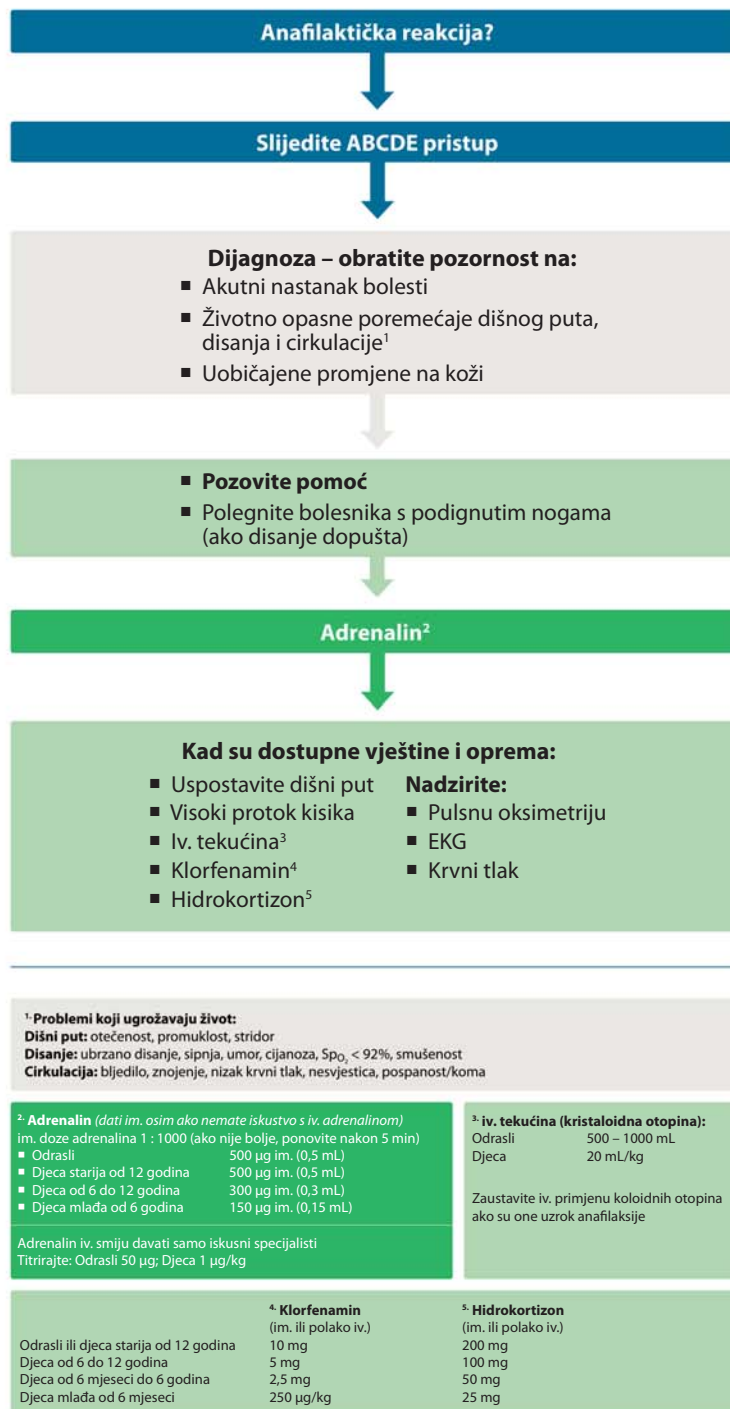 Anafilaktička reakcija?
Slijedite ABCDE pristup
Dijagnoza – obratite pozornost na:
▪ Akutni nastanak bolesti
▪ Životno opasne poremećaje dišnog puta,
disanja i cirkulacije¹
▪ Uobičajene promjene na koži
▪ Pozovite pomoć
▪ Polegnite bolesnika s podignutim nogama
(ako disanje dopušta)
Adrenalin²
Kad su dostupne vještine i oprema:
▪ Uspostavite dišni put
▪ Visoki protok kisika
▪ Iv. tekućina³
▪ Klorfenamin⁴
▪ Hidrokortizon⁵
Nadzirite:
▪ Pulsnu oksimetriju
▪ EKG
▪ Krvni tlak
¹· Problemi koji ugrožavaju život:
Dišni put: otečenost, promuklost, stridor
Disanje: ubrzano disanje, sipnja, umor, cijanoza, SpO₂ < 92%, smušenost
Cirkulacija: bljedilo, znojenje, nizak krvni tlak, nesvjestica, pospanost/koma
²· Adrenalin (dati im. osim ako nemate iskustvo s iv. adrenalinom)
im. doze adrenalina 1 : 1000 (ako nije bolje, ponovite nakon 5 min)
▪ Odrasli 500 µg im. (0,5 mL)
▪ Djeca starija od 12 godina 500 µg im. (0,5 mL)
▪ Djeca od 6 do 12 godina 300 µg im. (0,3 mL)
▪ Djeca mlađa od 6 godina 150 µg im. (0,15 mL)
Adrenalin iv. smiju davati samo iskusni specijalisti
Titrirajte: Odrasli 50 µg; Djeca 1 µg/kg
³· iv. tekućina (kristaloidna otopina):
Odrasli 500 – 1000 mL
Djeca 20 mL/kg
Zaustavite iv. primjenu koloidnih otopina
ako su one uzrok anafilaksije
⁴· Klorfenamin ⁵· Hidrokortizon
(im. ili polako iv.) (im. ili polako iv.)
Odrasli ili djeca starija od 12 godina 10 mg 200 mg
Djeca od 6 do 12 godina 5 mg 100 mg
Djeca od 6 mjeseci do 6 godina 2,5 mg 50 mg
Djeca mlađa od 6 mjeseci 250 µg/kg 25 mg